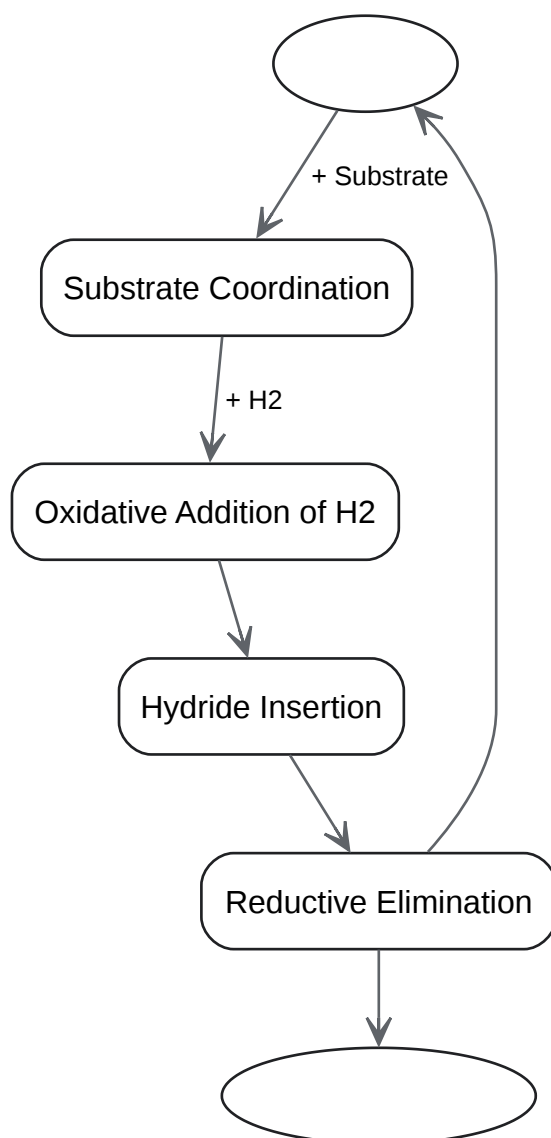 + Substrate
Substrate Coordination
+ H2
Oxidative Addition of H2
Hydride Insertion
Reductive Elimination